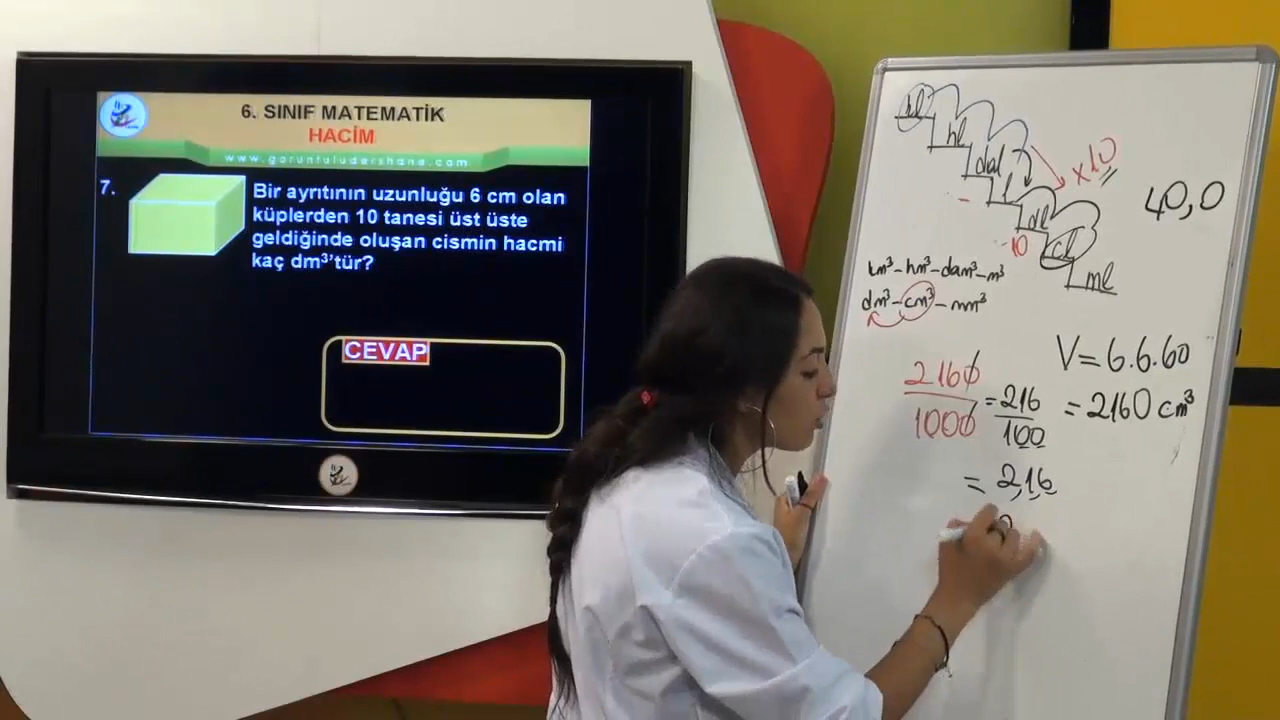 6. SINIF MATEMATİK
HACİM
www.goruntuludershane.com
7.
Bir ayrıtının uzunluğu 6 cm olan
küplerden 10 tanesi üst üste
geldiğinde oluşan cismin hacmi
kaç dm³'tür?
CEVAP
kl
hl
dal
l
dl
cl
ml
x10
-10
40,0
km³-hm³-dam³-m³
dm³-cm³-mm³
V=6.6.60
=2160 cm³
2160/1000 = 216/100
= 2,16